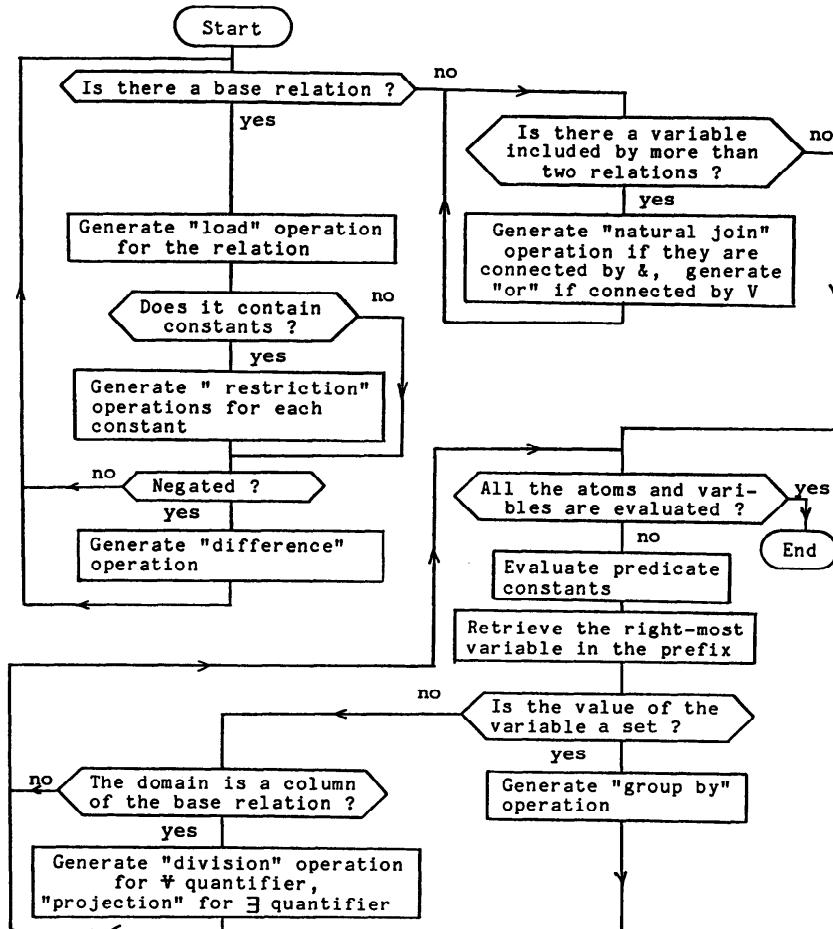 Start
Is there a base relation ?
no
yes
Is there a variable
included by more than
two relations ?
no
yes
Generate "load" operation
for the relation
Generate "natural join"
operation if they are
connected by &, generate
"or" if connected by V
Does it contain
constants ?
no
yes
Generate " restriction"
operations for each
constant
no
Negated ?
yes
Generate "difference"
operation
All the atoms and vari-
bles are evaluated ?
yes
no
End
Evaluate predicate
constants
Retrieve the right-most
variable in the prefix
no
Is the value of the
variable a set ?
yes
Generate "group by"
operation
no
The domain is a column
of the base relation ?
yes
Generate "division" operation
for ∀ quantifier,
"projection" for ∃ quantifier